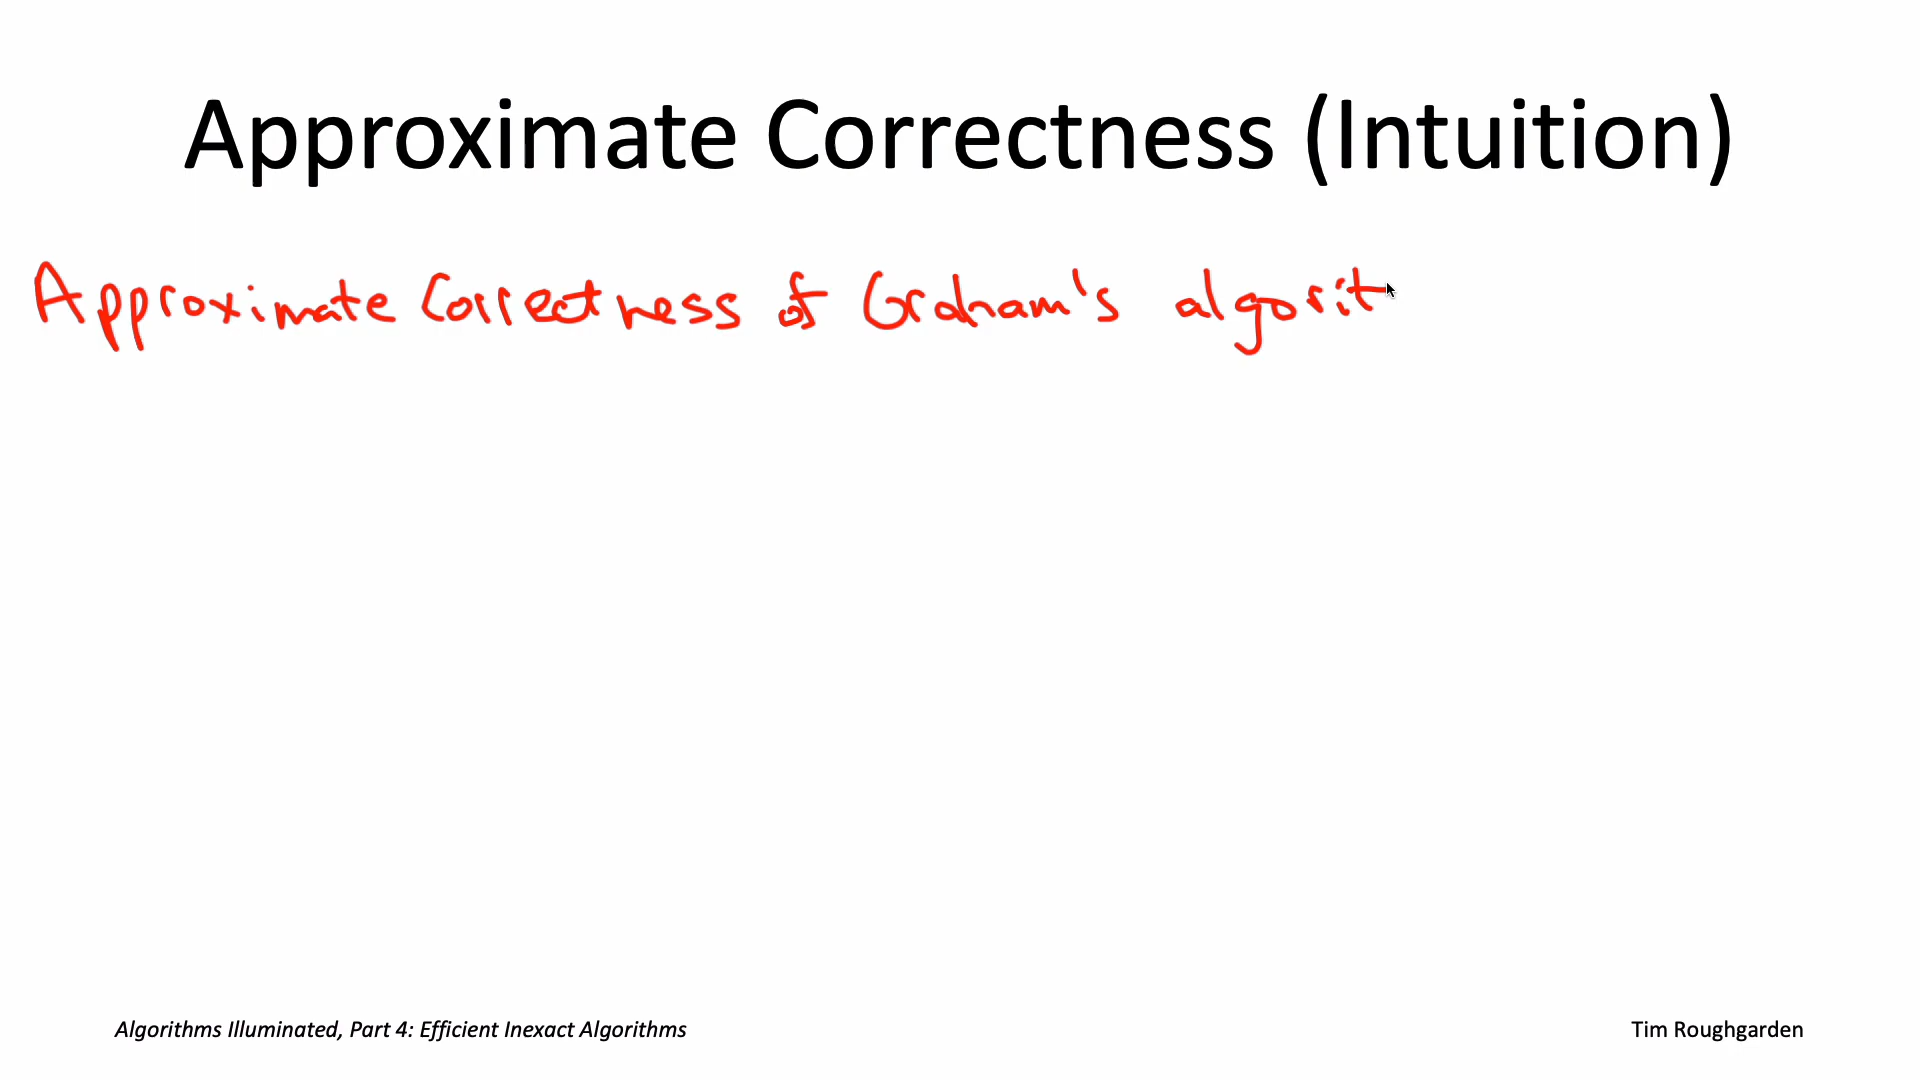 Approximate Correctness (Intuition)
Approximate Correctness of Graham's algorit
Algorithms Illuminated, Part 4: Efficient Inexact Algorithms
Tim Roughgarden